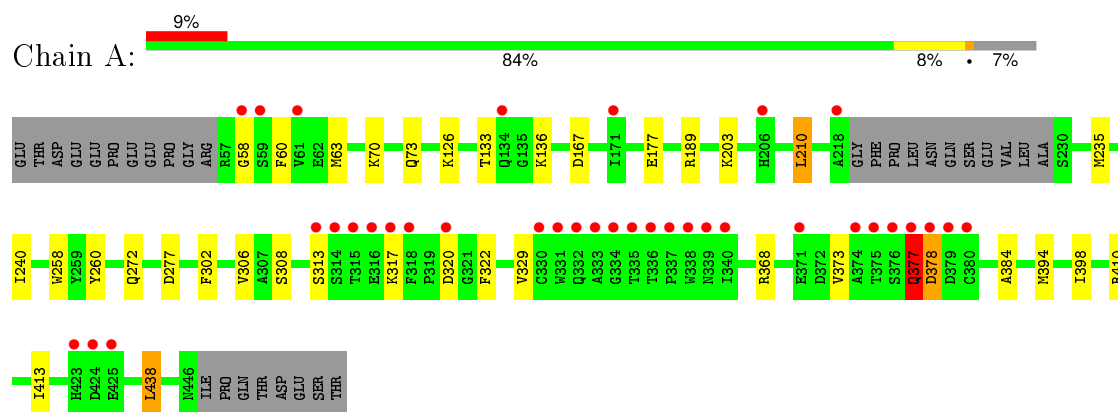 9%
Chain A:
84% 8% • 7%
GLU THR ASP GLU GLU PRO GLU GLU PRO GLY ARG R57 G58 S59 F60 V61 E62 M63 K70 Q73 K126 T133 Q134 G135 K136 D167 I171 E177 R189 K203 H206 L210 A218 GLY PHE PRO LEU ASN GLN SER GLU VAL LEU ALA S230 M235
I240 W258 Y259 Y260 Q272 D277 F302 V306 A307 S308 S313 S314 T315 E316 K317 F318 P319 D320 G321 F322 V329 C330 W331 Q332 A333 G334 T335 T336 P337 W338 N339 I340 R368 E371 D372 V373 A374 T375 S376 Q377 D378 D379 C380 A384 M394 I398
I413 H423 D424 E425 L438 N446 ILE PRO GLN THR ASP GLU SER THR